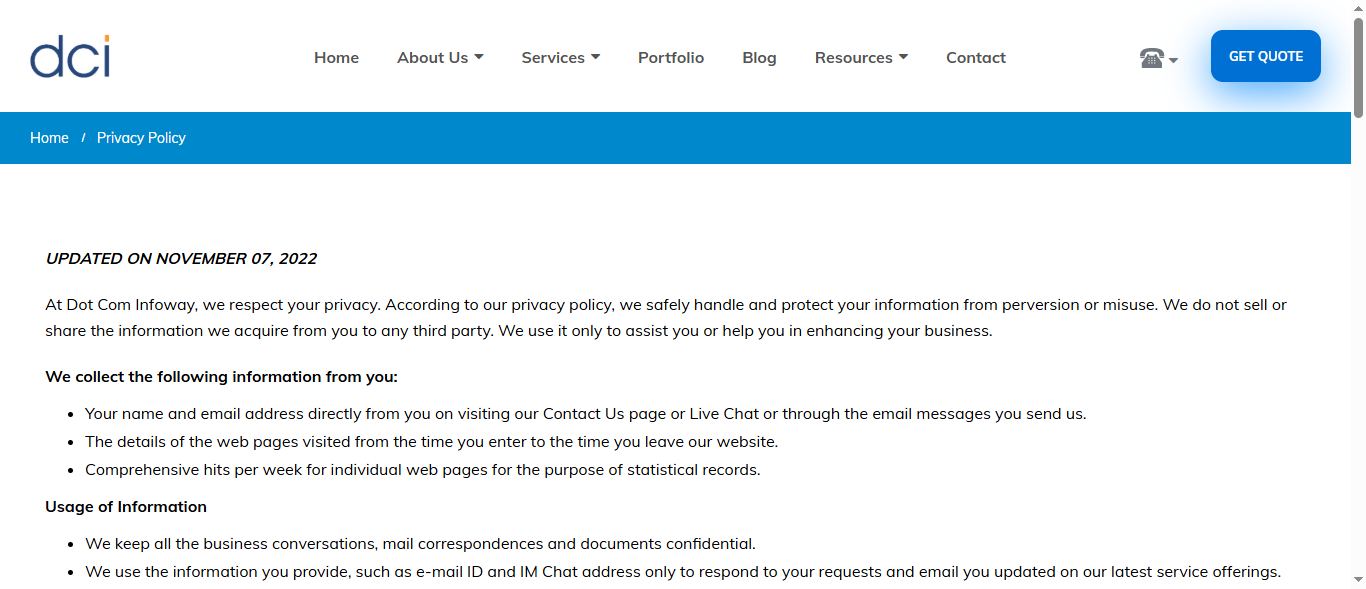 dci
Home About Us Services Portfolio Blog Resources Contact GET QUOTE
Home / Privacy Policy
UPDATED ON NOVEMBER 07, 2022
At Dot Com Infoway, we respect your privacy. According to our privacy policy, we safely handle and protect your information from perversion or misuse. We do not sell or
share the information we acquire from you to any third party. We use it only to assist you or help you in enhancing your business.
We collect the following information from you:
• Your name and email address directly from you on visiting our Contact Us page or Live Chat or through the email messages you send us.
• The details of the web pages visited from the time you enter to the time you leave our website.
• Comprehensive hits per week for individual web pages for the purpose of statistical records.
Usage of Information
• We keep all the business conversations, mail correspondences and documents confidential.
• We use the information you provide, such as e-mail ID and IM Chat address only to respond to your requests and email you updated on our latest service offerings.